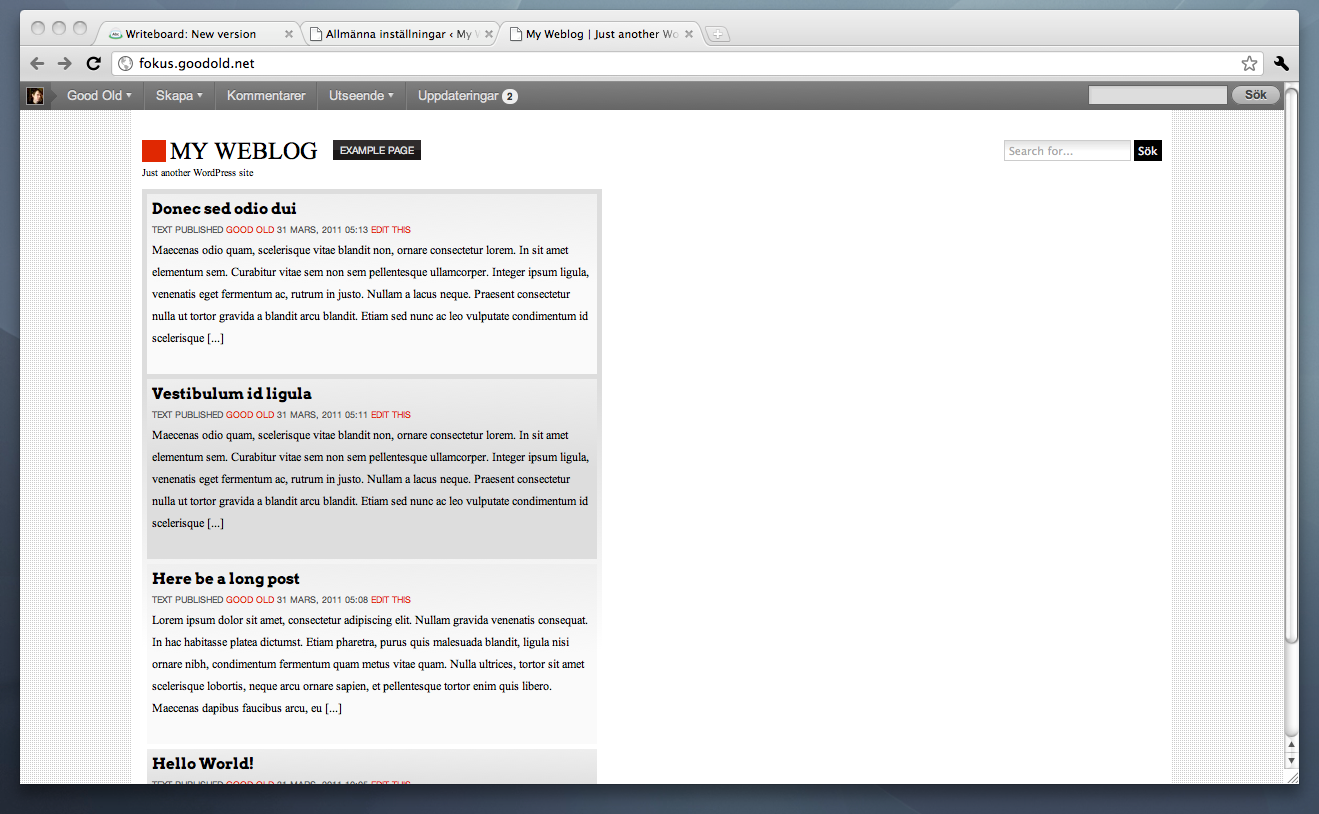 Writeboard: New version
Allmänna inställningar ‹ My W
My Weblog | Just another Wo
fokus.goodold.net
Good Old Skapa Kommentarer Utseende Uppdateringar 2 Sök
MY WEBLOG EXAMPLE PAGE Search for... Sök
Just another WordPress site
Donec sed odio dui
TEXT PUBLISHED GOOD OLD 31 MARS, 2011 05:13 EDIT THIS
Maecenas odio quam, scelerisque vitae blandit non, ornare consectetur lorem. In sit amet
elementum sem. Curabitur vitae sem non sem pellentesque ullamcorper. Integer ipsum ligula,
venenatis eget fermentum ac, rutrum in justo. Nullam a lacus neque. Praesent consectetur
nulla ut tortor gravida a blandit arcu blandit. Etiam sed nunc ac leo vulputate condimentum id
scelerisque [...]
Vestibulum id ligula
TEXT PUBLISHED GOOD OLD 31 MARS, 2011 05:11 EDIT THIS
Maecenas odio quam, scelerisque vitae blandit non, ornare consectetur lorem. In sit amet
elementum sem. Curabitur vitae sem non sem pellentesque ullamcorper. Integer ipsum ligula,
venenatis eget fermentum ac, rutrum in justo. Nullam a lacus neque. Praesent consectetur
nulla ut tortor gravida a blandit arcu blandit. Etiam sed nunc ac leo vulputate condimentum id
scelerisque [...]
Here be a long post
TEXT PUBLISHED GOOD OLD 31 MARS, 2011 05:08 EDIT THIS
Lorem ipsum dolor sit amet, consectetur adipiscing elit. Nullam gravida venenatis consequat.
In hac habitasse platea dictumst. Etiam pharetra, purus quis malesuada blandit, ligula nisi
ornare nibh, condimentum fermentum quam metus vitae quam. Nulla ultrices, tortor sit amet
scelerisque lobortis, neque arcu ornare sapien, et pellentesque tortor enim quis libero.
Maecenas dapibus faucibus arcu, eu [...]
Hello World!
TEXT PUBLISHED GOOD OLD 31 MARS, 2011 EDIT THIS